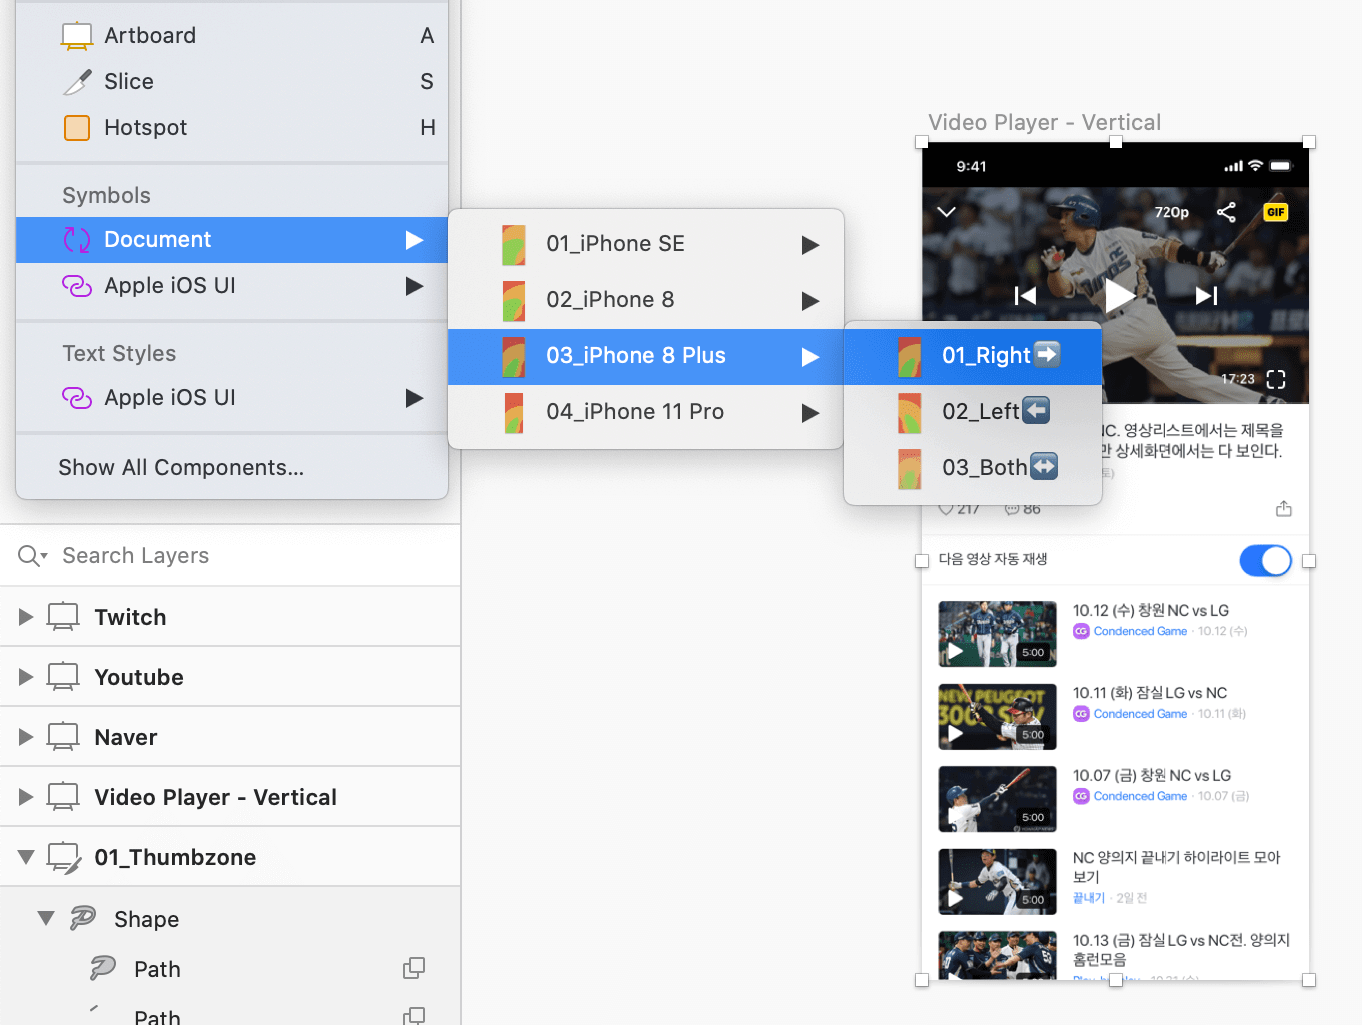 Artboard A
Slice S
Hotspot H
Symbols
Document
Apple iOS UI
Text Styles
Apple iOS UI
Show All Components...
01_iPhone SE
02_iPhone 8
03_iPhone 8 Plus
04_iPhone 11 Pro
01_Right➡️
02_Left⬅️
03_Both↔️
Search Layers
Twitch
Youtube
Naver
Video Player - Vertical
01_Thumbzone
Shape
Path
Path
Video Player - Vertical
9:41
720p GIF
17:23
NC. 영상리스트에서는 제목을
만 상세화면에서는 다 보인다.
토)
217 86
다음 영상 자동 재생
10.12 (수) 창원 NC vs LG
CG Condenced Game · 10.12 (수)
5:00
10.11 (화) 잠실 LG vs NC
CG Condenced Game · 10.11 (화)
NEW PEUGEOT
5:00
10.07 (금) 창원 NC vs LG
CG Condenced Game · 10.07 (금)
5:00
NC 양의지 끝내기 하이라이트 모아
보기
끝내기 · 2일 전
5:00
10.13 (금) 잠실 LG vs NC전. 양의지
홈런모음